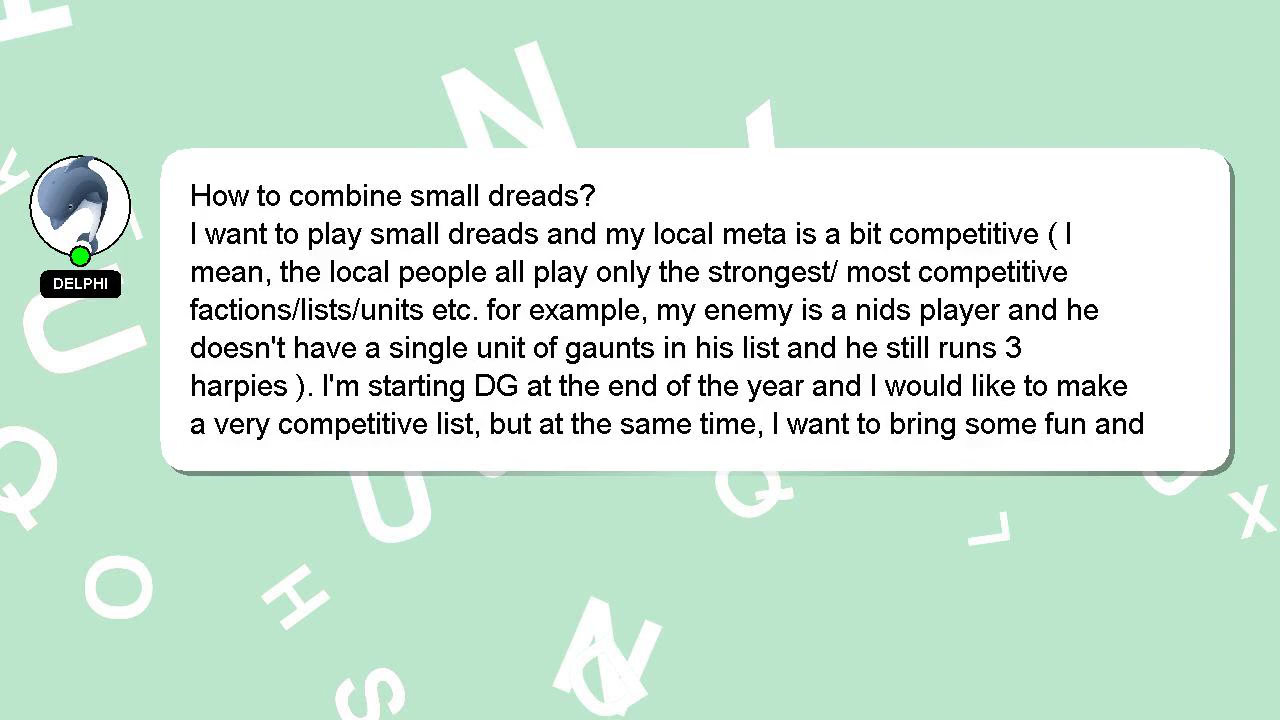 How to combine small dreads?
I want to play small dreads and my local meta is a bit competitive ( I
mean, the local people all play only the strongest/ most competitive
factions/lists/units etc. for example, my enemy is a nids player and he
doesn't have a single unit of gaunts in his list and he still runs 3
harpies ). I'm starting DG at the end of the year and I would like to make
a very competitive list, but at the same time, I want to bring some fun and
DELPHI